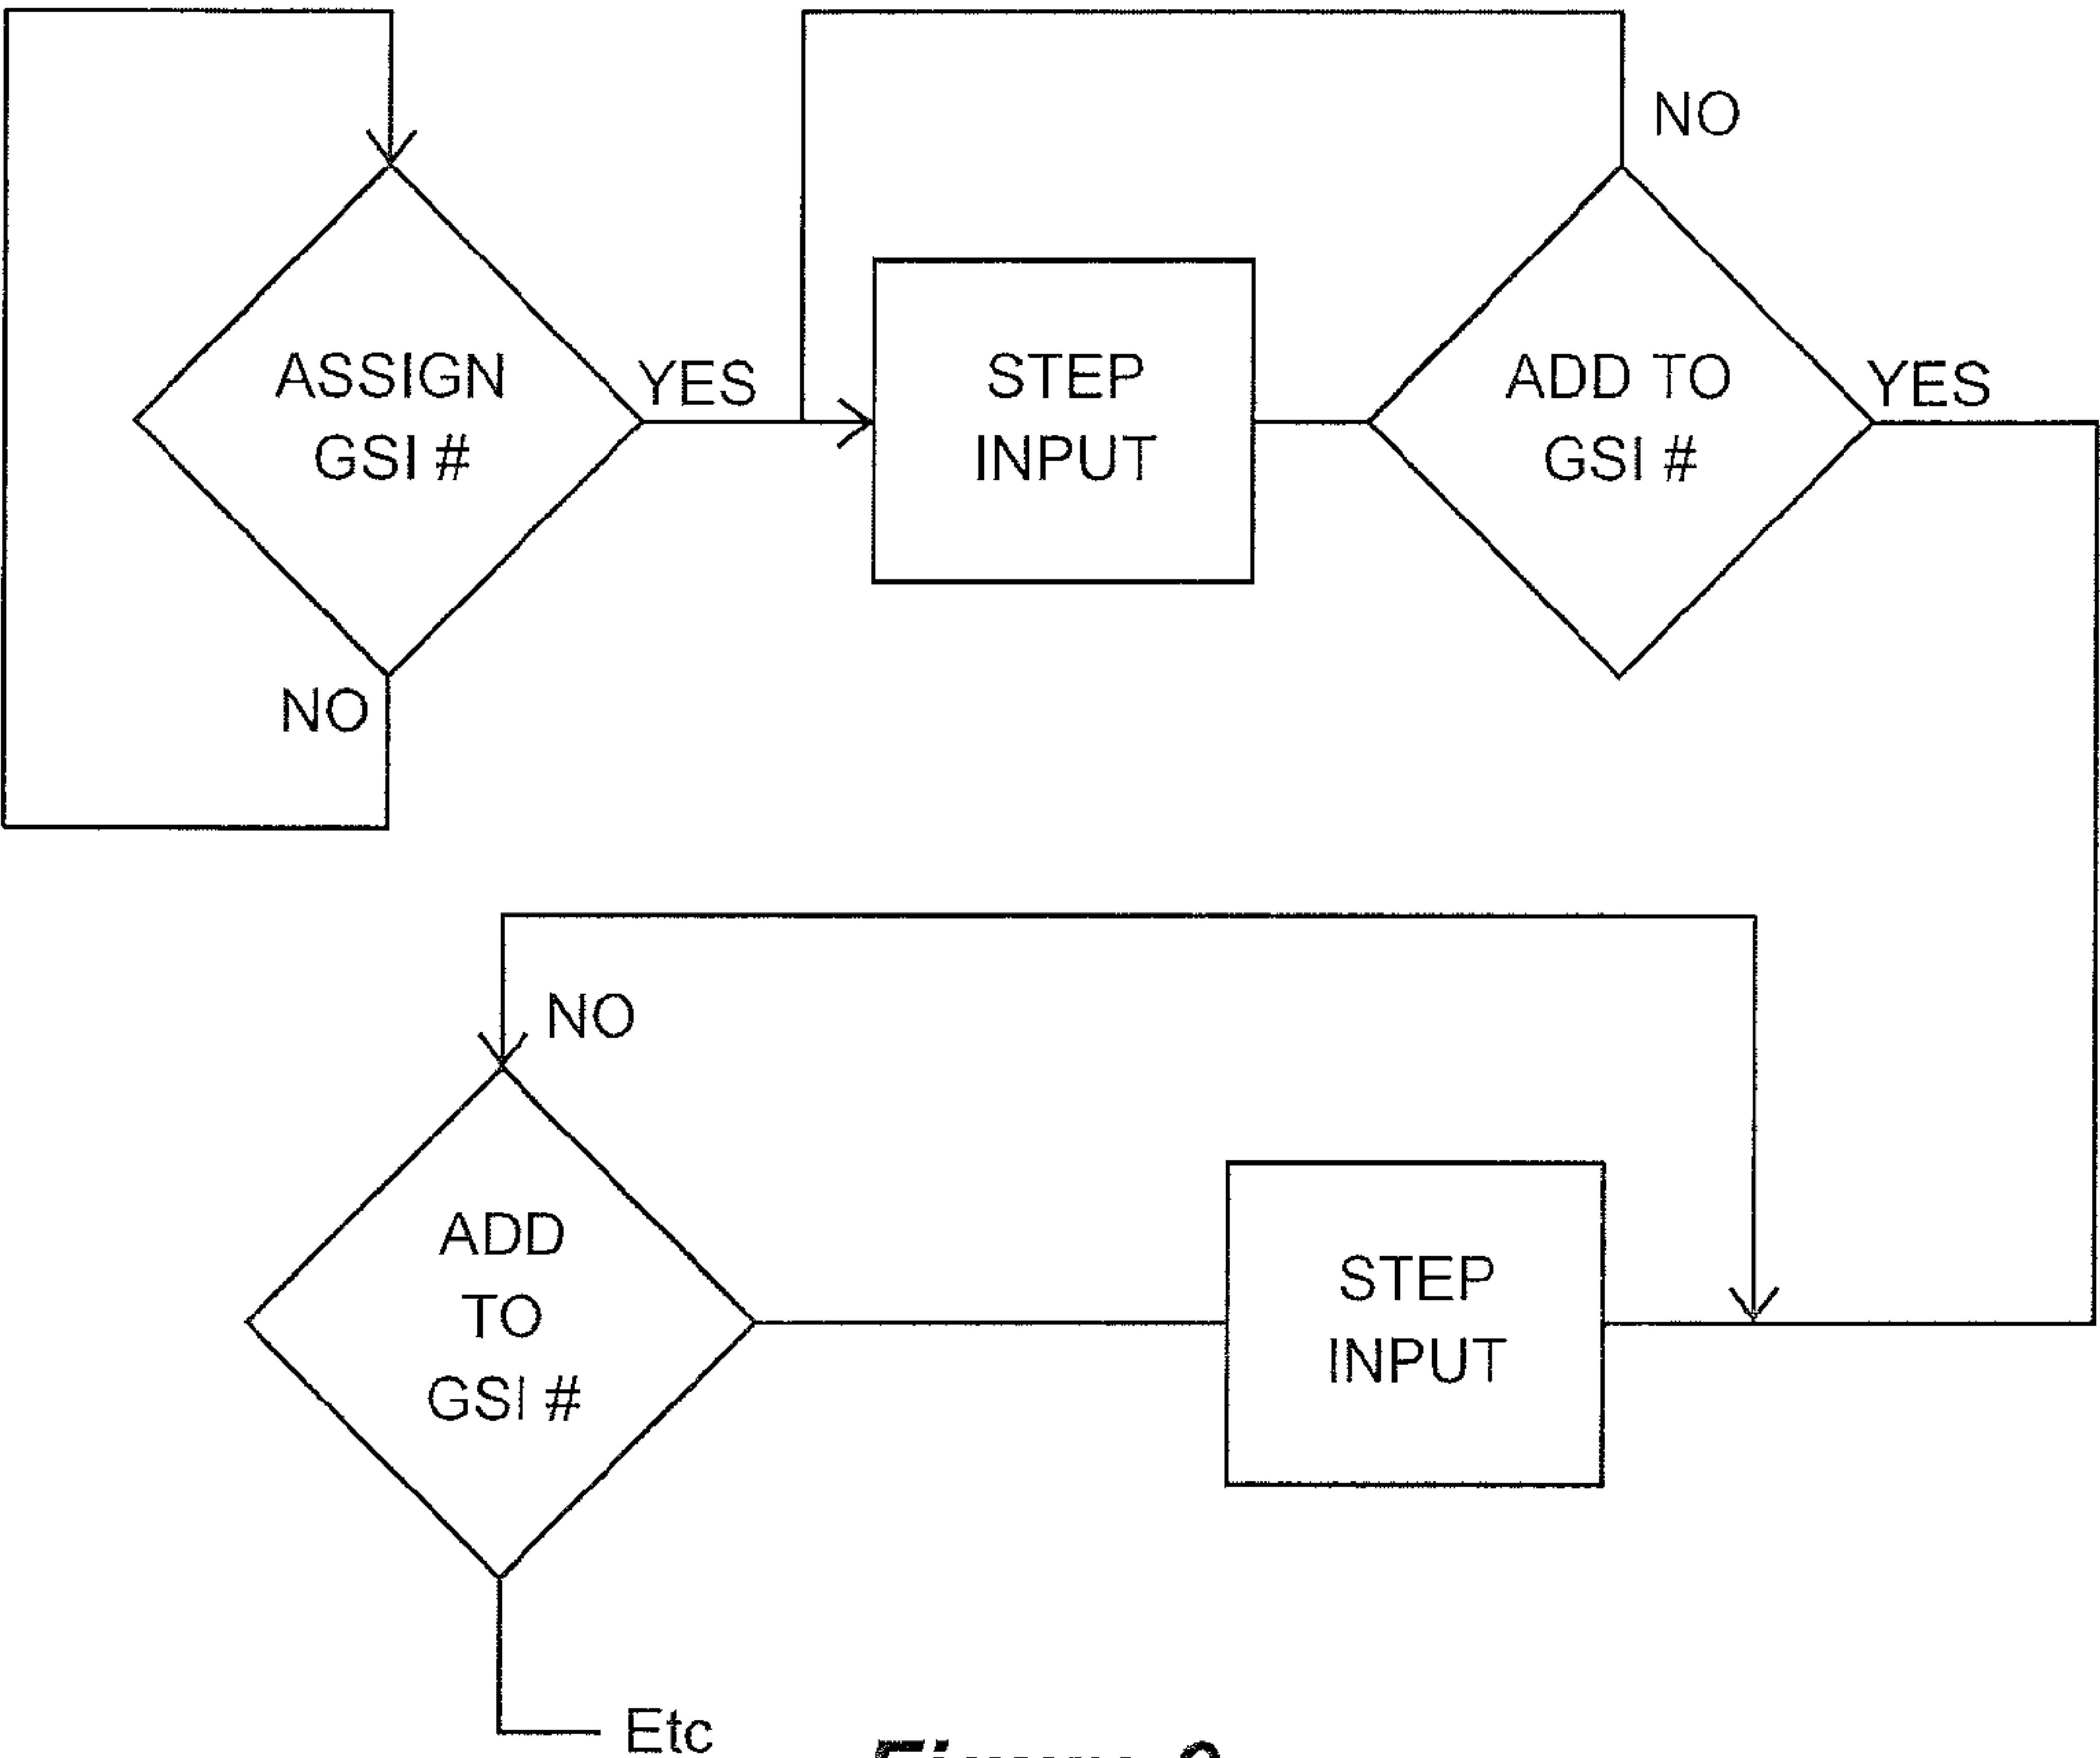 NO
ASSIGN
GSI #
YES
STEP
INPUT
ADD TO
GSI #
YES
NO
NO
ADD
TO
GSI #
STEP
INPUT
Etc